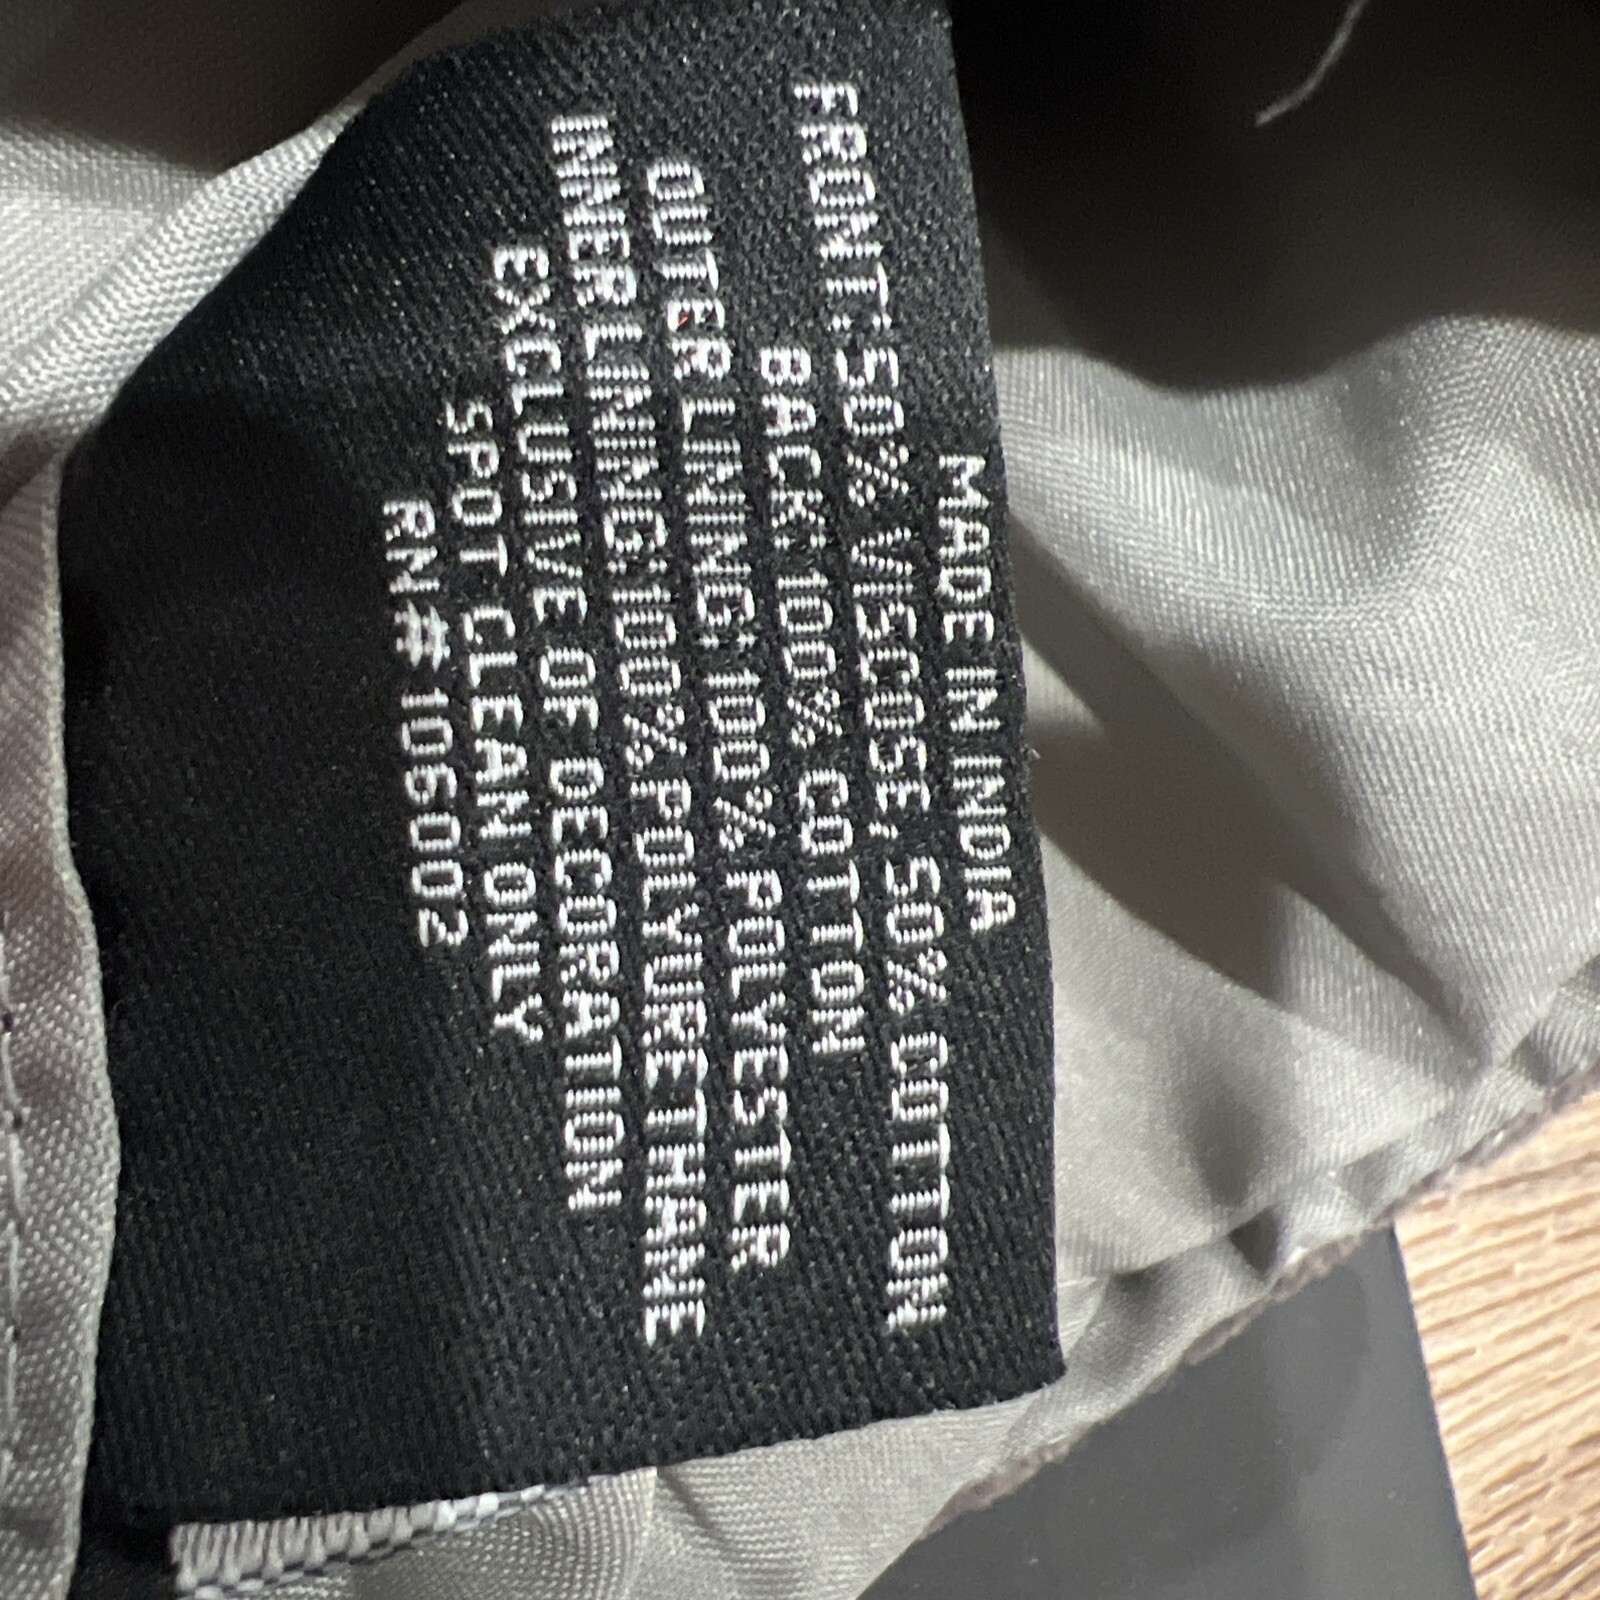 MADE IN INDIA
FRONT: 50% VISCOSE, 50% COTTON
BACK:100% COTTON
OUTER LINING: 100% POLYESTER
INNER LINING:100% POLYURETHANE
EXCLUSIVE OF DECORATION
SPOT CLEAN ONLY
RN# 106002